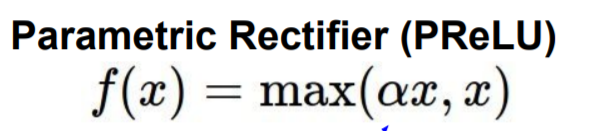 Parametric Rectifier (PReLU)
f(x) = max(αx, x)